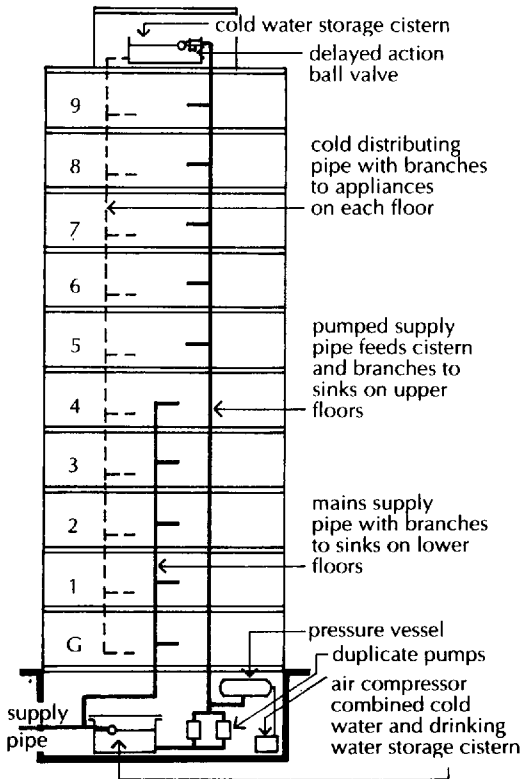 cold water storage cistern
delayed action
ball valve
9
8
7
6
5
4
3
2
1
G
cold distributing
pipe with branches
to appliances
on each floor
pumped supply
pipe feeds cistern
and branches to
sinks on upper
floors
mains supply
pipe with branches
to sinks on lower
floors
pressure vessel
duplicate pumps
air compressor
combined cold
water and drinking
water storage cistern
supply
pipe